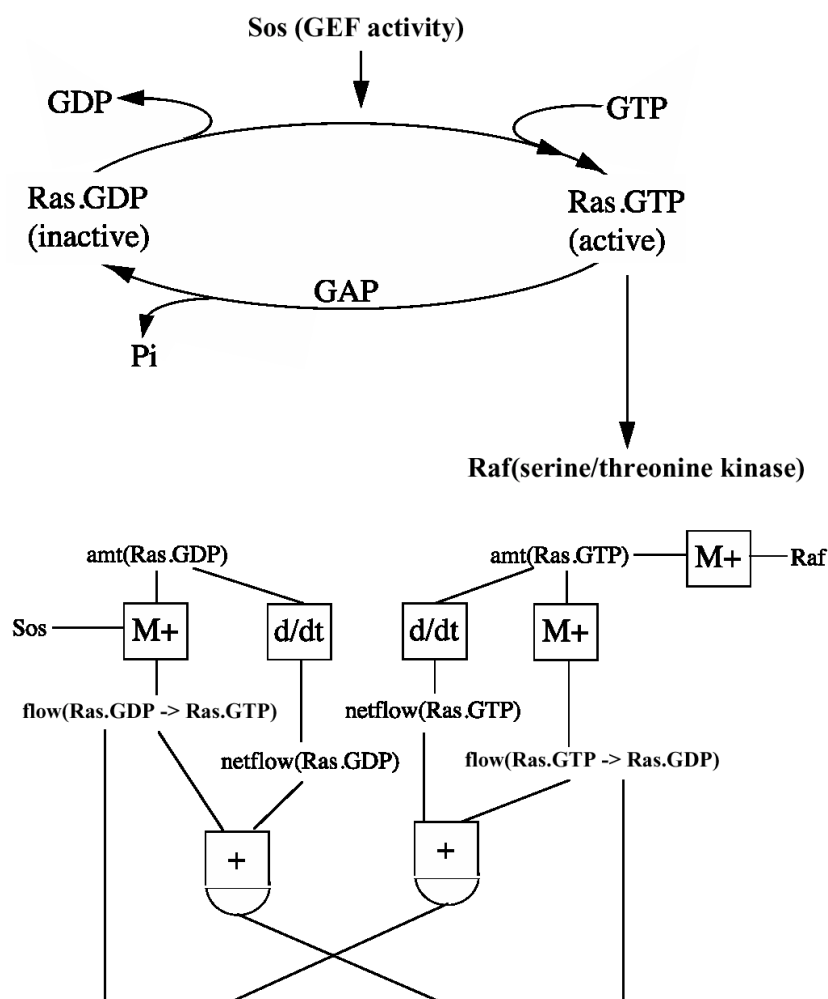 Sos (GEF activity)
GDP
GTP
Ras.GDP
(inactive)
Ras.GTP
(active)
GAP
Pi
Raf(serine/threonine kinase)
amt(Ras.GDP)
amt(Ras.GTP)
M+
Raf
Sos
M+
d/dt
d/dt
M+
flow(Ras.GDP -> Ras.GTP)
netflow(Ras.GTP)
netflow(Ras.GDP)
flow(Ras.GTP -> Ras.GDP)
+
+